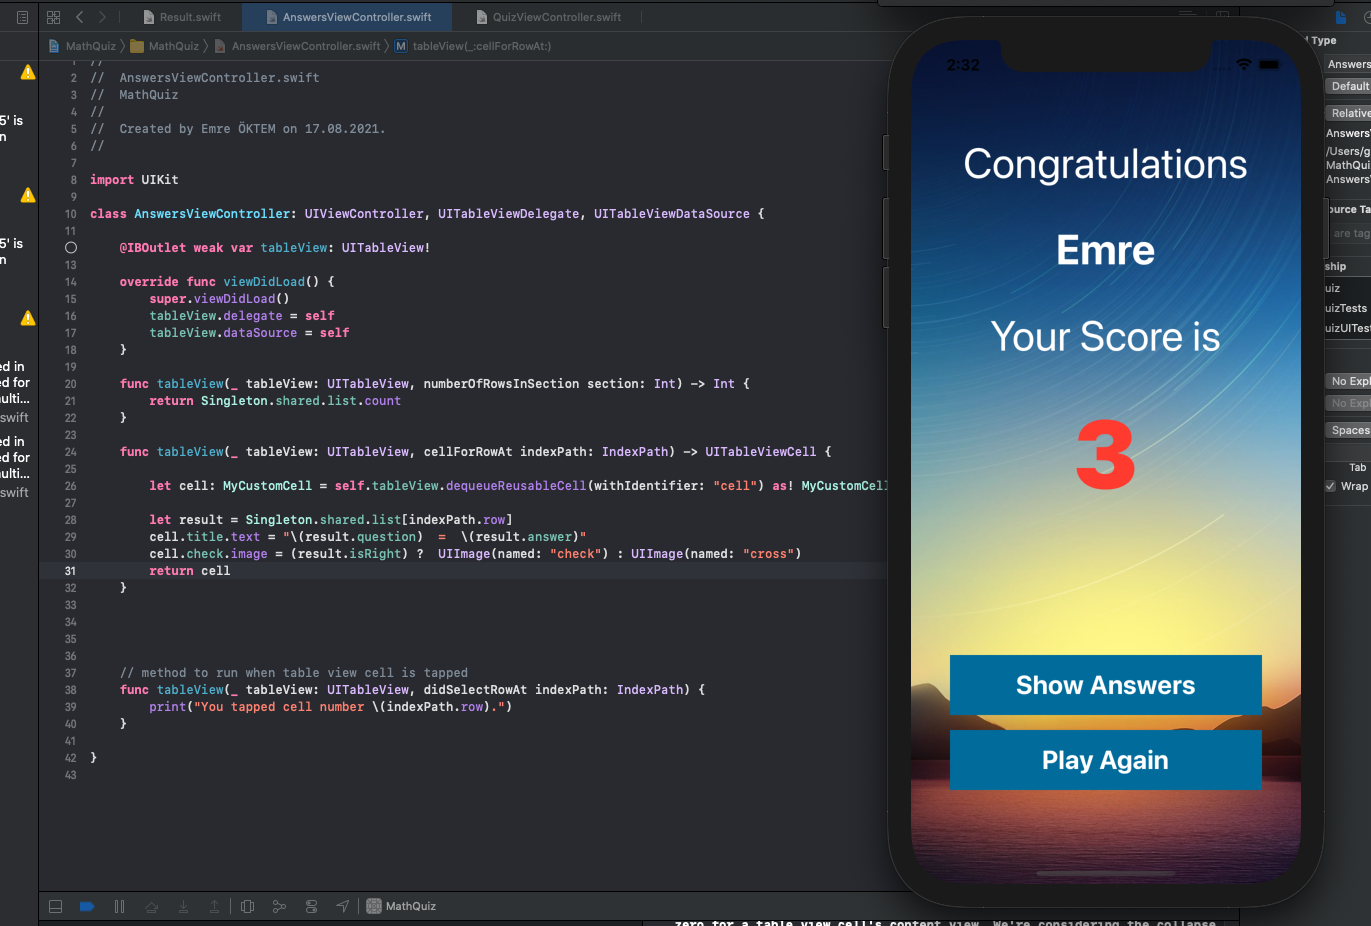 Result.swift
AnswersViewController.swift
QuizViewController.swift
MathQuiz
MathQuiz
AnswersViewController.swift
M
tableView(_:cellForRowAt:)
1 //
2 //  AnswersViewController.swift
3 //  MathQuiz
4 //
5 //  Created by Emre ÖKTEM on 17.08.2021.
6 //
7
8 import UIKit
9
10 class AnswersViewController: UIViewController, UITableViewDelegate, UITableViewDataSource {
11
@IBOutlet weak var tableView: UITableView!
13
14 override func viewDidLoad() {
15 super.viewDidLoad()
16 tableView.delegate = self
17 tableView.dataSource = self
18 }
19
20 func tableView(_ tableView: UITableView, numberOfRowsInSection section: Int) -> Int {
21 return Singleton.shared.list.count
22 }
23
24 func tableView(_ tableView: UITableView, cellForRowAt indexPath: IndexPath) -> UITableViewCell {
25
26 let cell: MyCustomCell = self.tableView.dequeueReusableCell(withIdentifier: "cell") as! MyCustomCell
27
28 let result = Singleton.shared.list[indexPath.row]
29 cell.title.text = "\(result.question)  =  \(result.answer)"
30 cell.check.image = (result.isRight) ?  UIImage(named: "check") : UIImage(named: "cross")
31 return cell
32 }
33
34
35
36
37 // method to run when table view cell is tapped
38 func tableView(_ tableView: UITableView, didSelectRowAt indexPath: IndexPath) {
39 print("You tapped cell number \(indexPath.row).")
40 }
41
42 }
43
5' is
n
5' is
n
ed in
ed for
ulti...
swift
ed in
ed for
ulti...
swift
2:32
Congratulations
Emre
Your Score is
3
Show Answers
Play Again
d Type
Answers
Default
Relative
Answers
/Users/g
MathQui
Answers
ource Ta
are tag
ship
uiz
uizTests
uizUITest
No Expl
No Expl
Spaces
Tab
Wrap
MathQuiz
zero for a table view cell's content view. We're considering the collapse